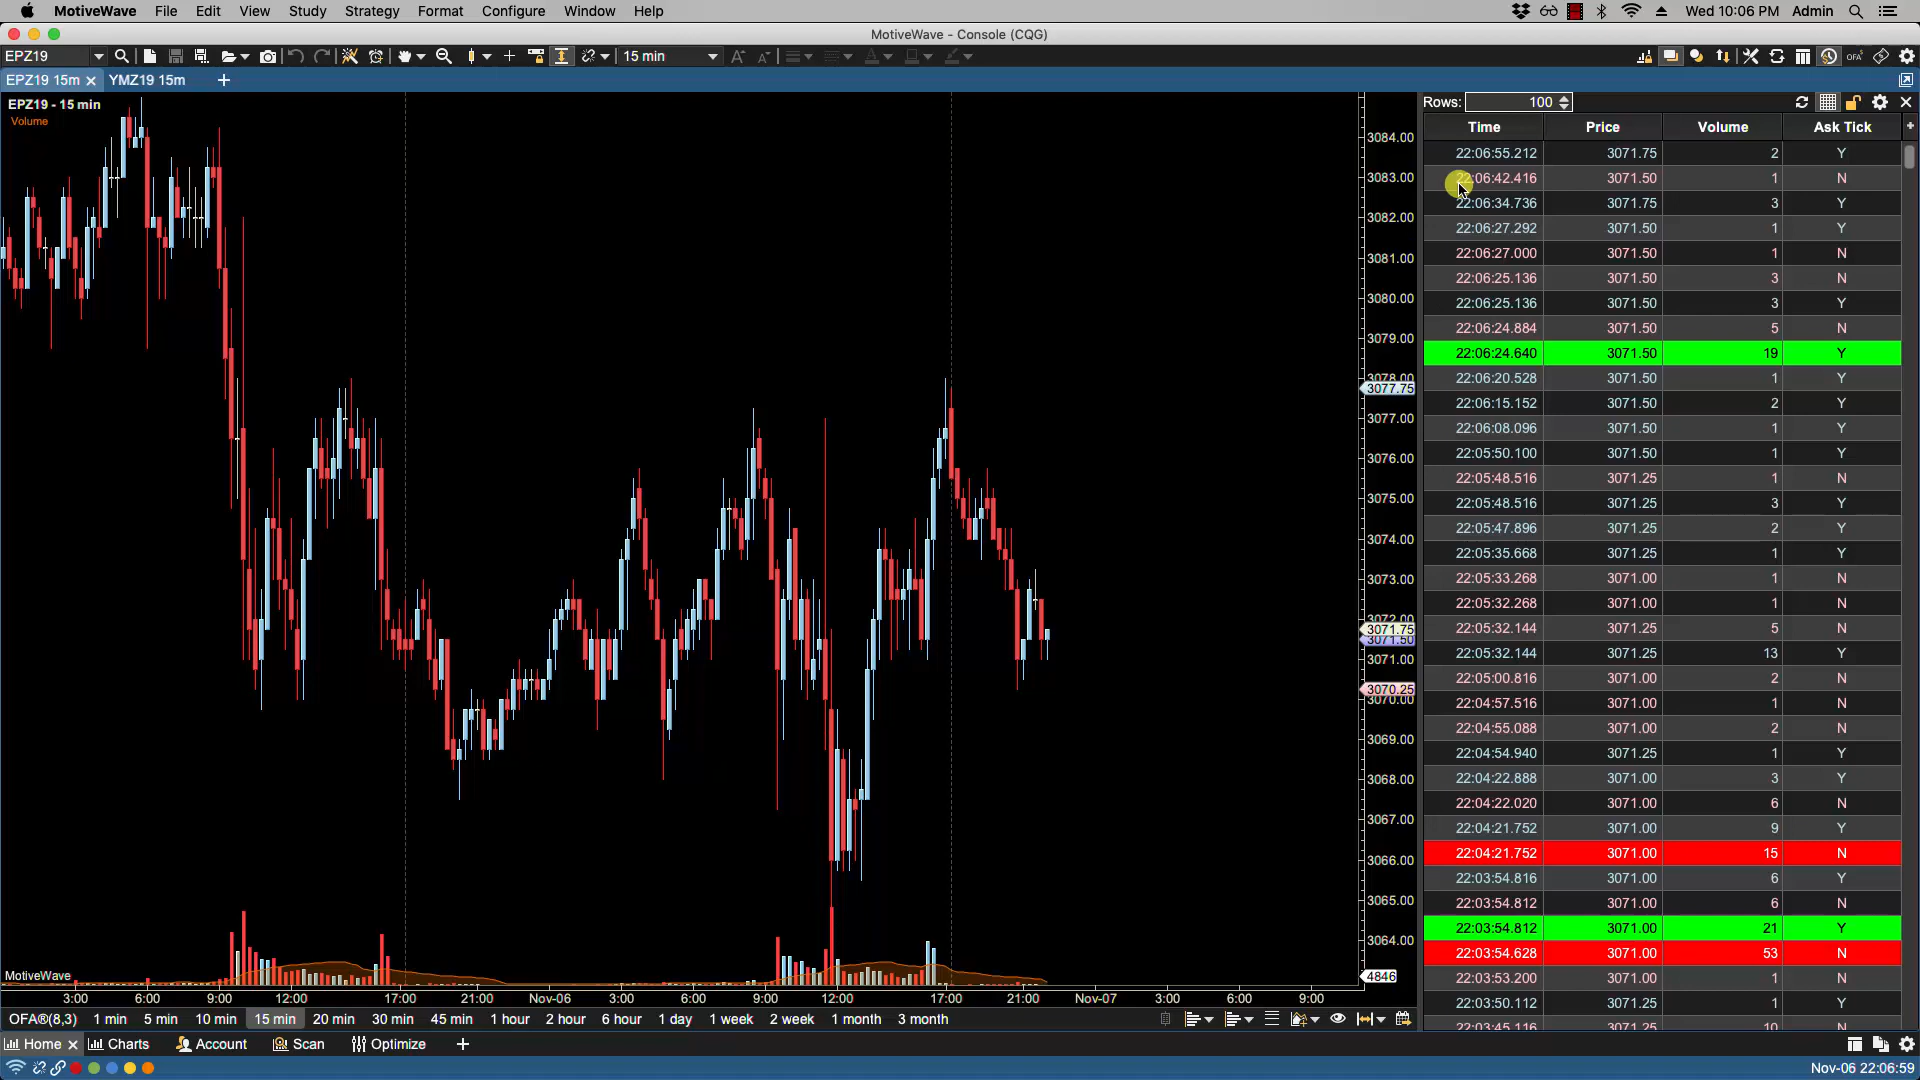 MotiveWave File Edit View Study Strategy Format Configure Window Help Wed 10:06 PM Admin
MotiveWave - Console (CQG)
EPZ19 15 min
EPZ19 15m YMZ19 15m
EPZ19 - 15 min
Volume
Rows: 100
Time Price Volume Ask Tick
22:06:55.212 3071.75 2 Y
22:06:42.416 3071.50 1 N
22:06:34.736 3071.75 3 Y
22:06:27.292 3071.50 1 Y
22:06:27.000 3071.50 1 N
22:06:25.136 3071.50 3 N
22:06:25.136 3071.50 3 Y
22:06:24.884 3071.50 5 N
22:06:24.640 3071.50 19 Y
22:06:20.528 3071.50 1 Y
22:06:15.152 3071.50 2 Y
22:06:08.096 3071.50 1 Y
22:05:50.100 3071.50 1 Y
22:05:48.516 3071.25 1 N
22:05:48.516 3071.25 3 Y
22:05:47.896 3071.25 2 Y
22:05:35.668 3071.25 1 Y
22:05:33.268 3071.00 1 N
22:05:32.268 3071.00 1 N
22:05:32.144 3071.25 5 N
22:05:32.144 3071.25 13 Y
22:05:00.816 3071.00 2 N
22:04:57.516 3071.00 1 N
22:04:55.088 3071.00 2 N
22:04:54.940 3071.25 1 Y
22:04:22.888 3071.00 3 Y
22:04:22.020 3071.00 6 N
22:04:21.752 3071.00 9 Y
22:04:21.752 3071.00 15 N
22:03:54.816 3071.00 6 Y
22:03:54.812 3071.00 6 N
22:03:54.812 3071.00 21 Y
22:03:54.628 3071.00 53 N
22:03:53.200 3071.00 1 N
22:03:50.112 3071.25 1 Y
22:03:45.116 3071.25 10 N
3084.00
3083.00
3082.00
3081.00
3080.00
3079.00
3078.00
3077.75
3077.00
3076.00
3075.00
3074.00
3073.00
3072.00
3071.75
3071.50
3071.00
3070.25
3070.00
3069.00
3068.00
3067.00
3066.00
3065.00
3064.00
4846
MotiveWave
3:00 6:00 9:00 12:00 17:00 21:00 Nov-06 3:00 6:00 9:00 12:00 17:00 21:00 Nov-07 3:00 6:00 9:00
OFA®(8,3) 1 min 5 min 10 min 15 min 20 min 30 min 45 min 1 hour 2 hour 6 hour 1 day 1 week 2 week 1 month 3 month
Home Charts Account Scan Optimize
Nov-06 22:06:59